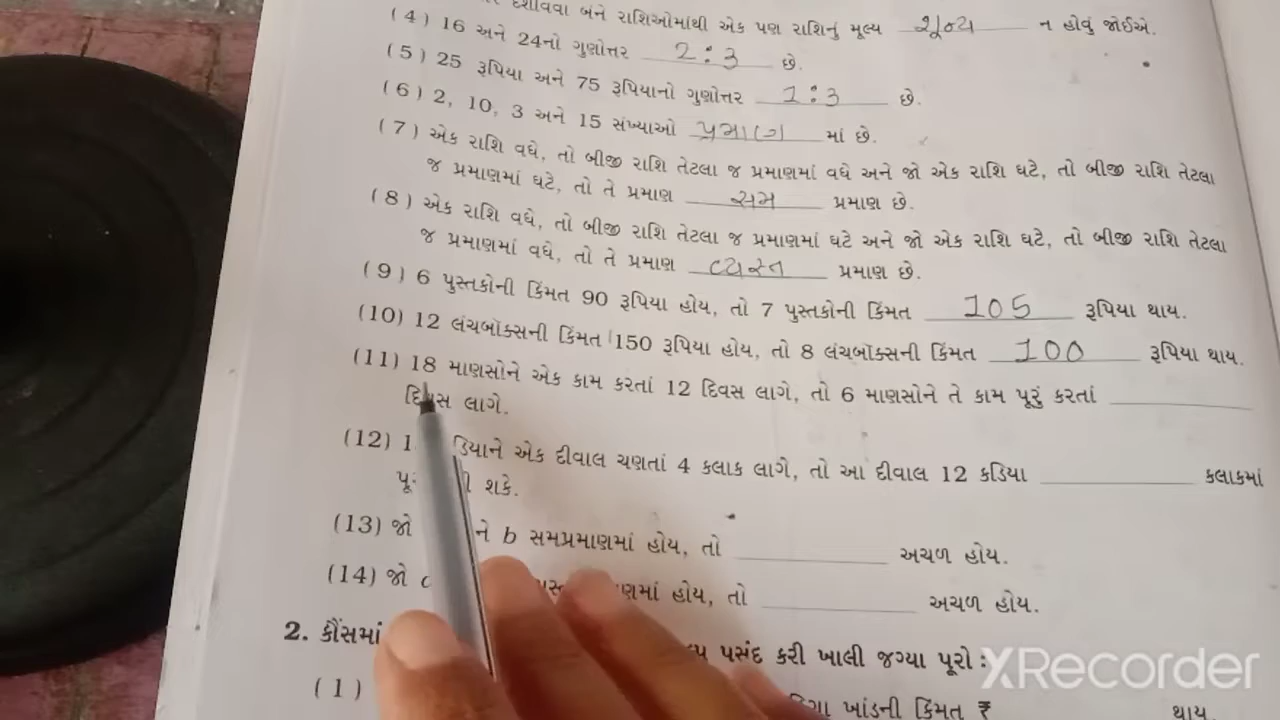 દર્શાવવા બંને રાશિઓમાંથી એક પણ રાશિનું મૂલ્ય શૂન્ય ન હોવું જોઈએ.
(4) 16 અને 24નો ગુણોત્તર 2:3 છે.
(5) 25 રૂપિયા અને 75 રૂપિયાનો ગુણોત્તર 1:3 છે.
(6) 2, 10, 3 અને 15 સંખ્યાઓ પ્રમાણ માં છે.
(7) એક રાશિ વધે, તો બીજી રાશિ તેટલા જ પ્રમાણમાં વધે અને જો એક રાશિ ઘટે, તો બીજી રાશિ તેટલા
જ પ્રમાણમાં ઘટે, તો તે પ્રમાણ સમ પ્રમાણ છે.
(8) એક રાશિ વધે, તો બીજી રાશિ તેટલા જ પ્રમાણમાં ઘટે અને જો એક રાશિ ઘટે, તો બીજી રાશિ તેટલા
જ પ્રમાણમાં વધે, તો તે પ્રમાણ વ્યસ્ત પ્રમાણ છે.
(9) 6 પુસ્તકોની કિંમત 90 રૂપિયા હોય, તો 7 પુસ્તકોની કિંમત 105 રૂપિયા થાય.
(10) 12 લંચબૉક્સની કિંમત 150 રૂપિયા હોય, તો 8 લંચબૉક્સની કિંમત 100 રૂપિયા થાય.
(11) 18 માણસોને એક કામ કરતાં 12 દિવસ લાગે, તો 6 માણસોને તે કામ પૂરું કરતાં ______
દિવસ લાગે.
(12) એક દીવાલ ચણતાં 4 કલાક લાગે, તો આ દીવાલ 12 કડિયા ______ કલાકમાં
શકે.
(13) જો b સમપ્રમાણમાં હોય, તો ______ અચળ હોય.
(14) જો હોય, તો ______ અચળ હોય.
2. કૌંસમાં પસંદ કરી ખાલી જગ્યા પૂરો :
(1) ખાંડની કિંમત ₹ ______ થાય
XRecorder